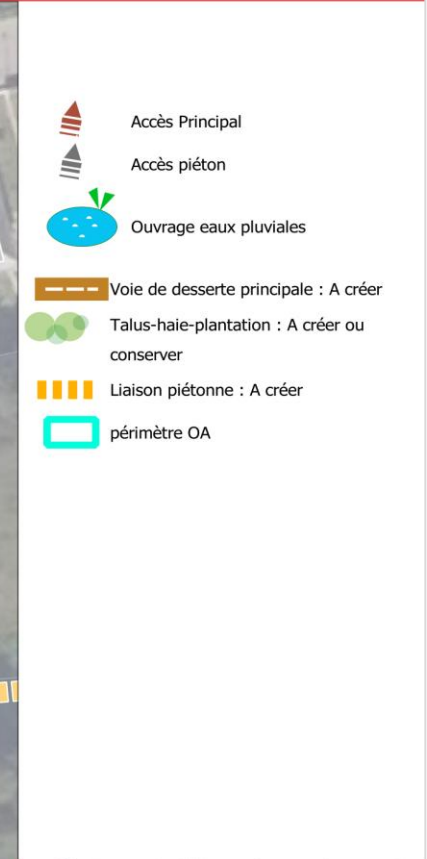 Accès Principal
Accès piéton
Ouvrage eaux pluviales
Voie de desserte principale : A créer
Talus-haie-plantation : A créer ou
conserver
Liaison piétonne : A créer
périmètre OA